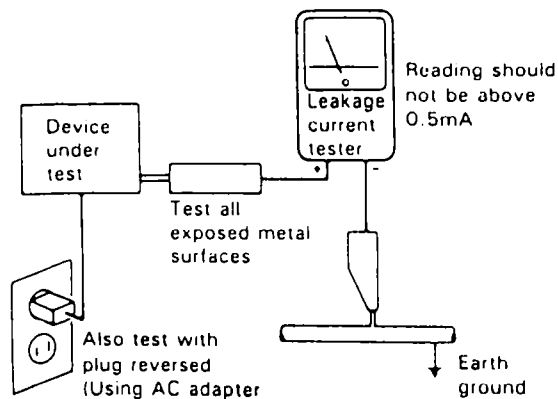 Reading should
not be above
0.5mA
Leakage
current
tester
+
-
Device
under
test
Test all
exposed metal
surfaces
Also test with
plug reversed
(Using AC adapter
Earth
ground